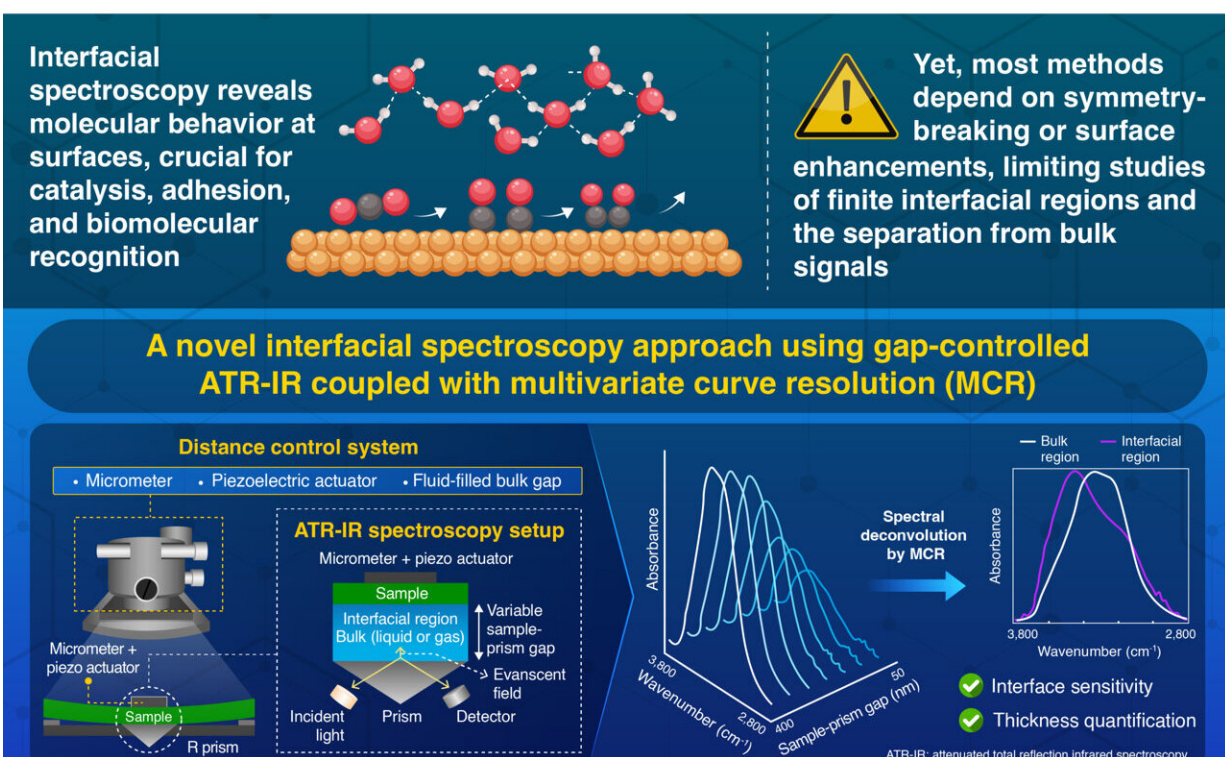 Interfacial
spectroscopy reveals
molecular behavior at
surfaces, crucial for
catalysis, adhesion,
and biomolecular
recognition
Yet, most methods
depend on symmetry-
breaking or surface
enhancements, limiting studies
of finite interfacial regions and
the separation from bulk
signals
A novel interfacial spectroscopy approach using gap-controlled
ATR-IR coupled with multivariate curve resolution (MCR)
Distance control system
• Micrometer • Piezoelectric actuator • Fluid-filled bulk gap
Micrometer +
piezo actuator
Sample
R prism
ATR-IR spectroscopy setup
Micrometer + piezo actuator
Sample
Interfacial region
Bulk (liquid or gas)
Variable
sample-
prism gap
Evanescent
field
Incident
light
Prism
Detector
Absorbance
3,800
Wavenumber (cm⁻¹)
2,800
400
Sample-prism gap (nm)
50
Spectral
deconvolution
by MCR
Bulk
region
Interfacial
region
Absorbance
3,800
2,800
Wavenumber (cm⁻¹)
Interface sensitivity
Thickness quantification
ATR-IR: attenuated total reflection infrared spectroscopy